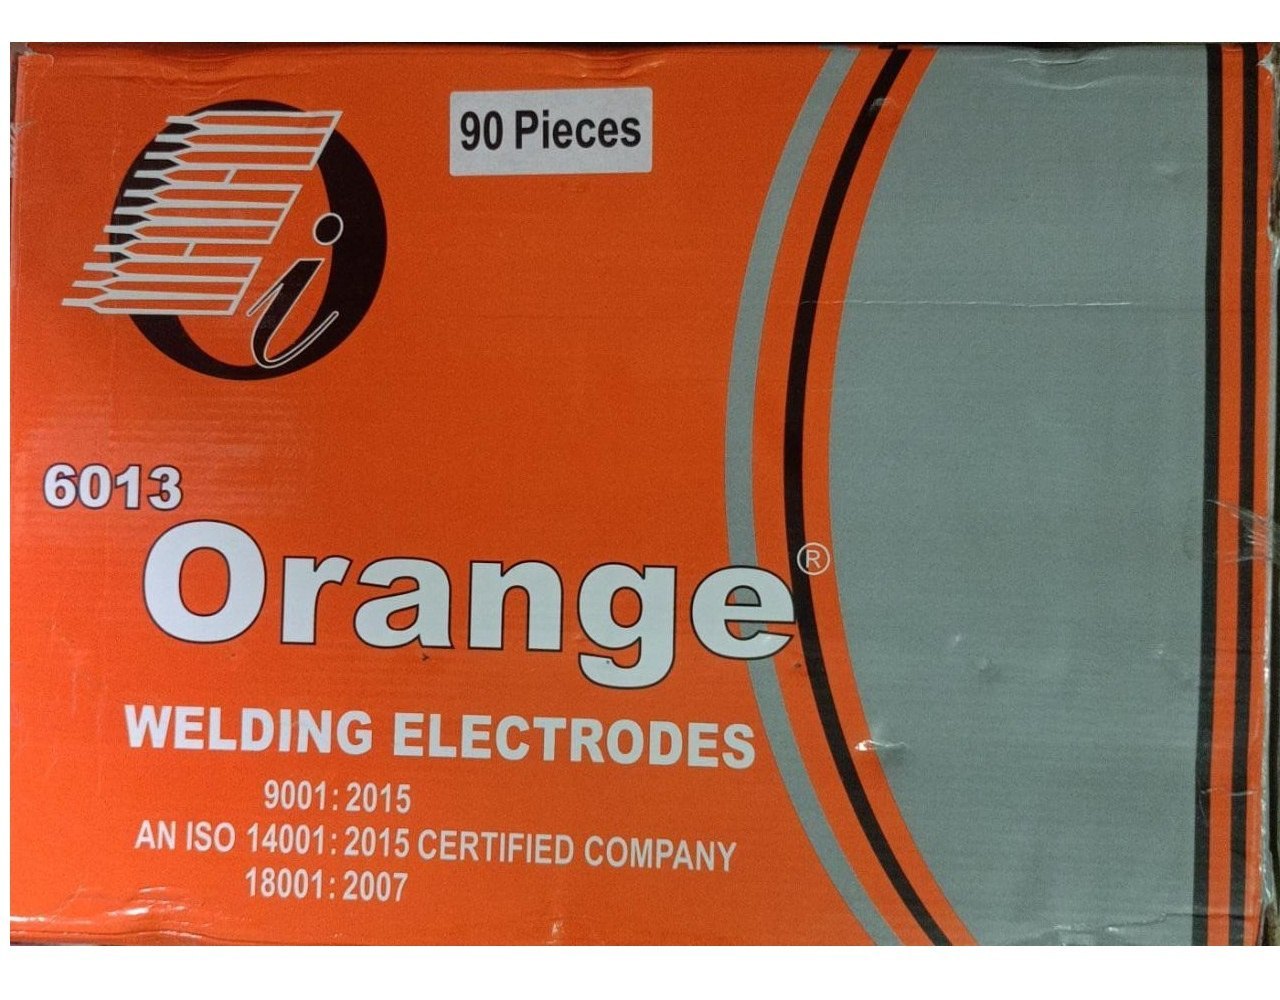 90 Pieces
i
6013
Orange®
WELDING ELECTRODES
9001:2015
AN ISO 14001:2015 CERTIFIED COMPANY
18001:2007